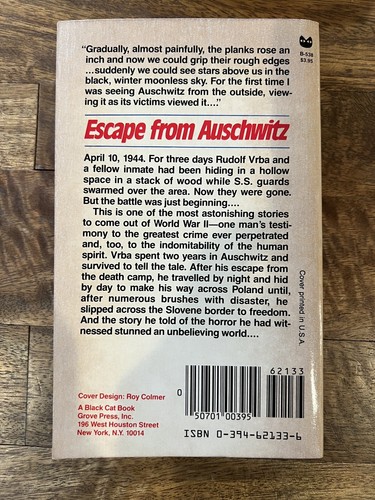 “Gradually, almost painfully, the planks rose an
inch and now we could grip their rough edges
...suddenly we could see stars above us in the
black, winter moonless sky. For the first time I
was seeing Auschwitz from the outside, view-
ing it as its victims viewed it....”
B-538
$3.95
Escape from Auschwitz
April 10, 1944. For three days Rudolf Vrba and
a fellow inmate had been hiding in a hollow
space in a stack of wood while S.S. guards
swarmed over the area. Now they were gone.
But the battle was just beginning....
This is one of the most astonishing stories
to come out of World War II—one man's testi-
mony to the greatest crime ever perpetrated
and, too, to the indomitability of the human
spirit. Vrba spent two years in Auschwitz and
survived to tell the tale. After his escape from
the death camp, he travelled by night and hid
by day to make his way across Poland until,
after numerous brushes with disaster, he
slipped across the Slovene border to freedom.
And the story he told of the horror he had wit-
nessed stunned an unbelieving world....
Cover printed in U.S.A.
Cover Design: Roy Colmer
A Black Cat Book
Grove Press, Inc.
196 West Houston Street
New York, N.Y. 10014
62133
0
50701 00395
ISBN 0-394-62133-6